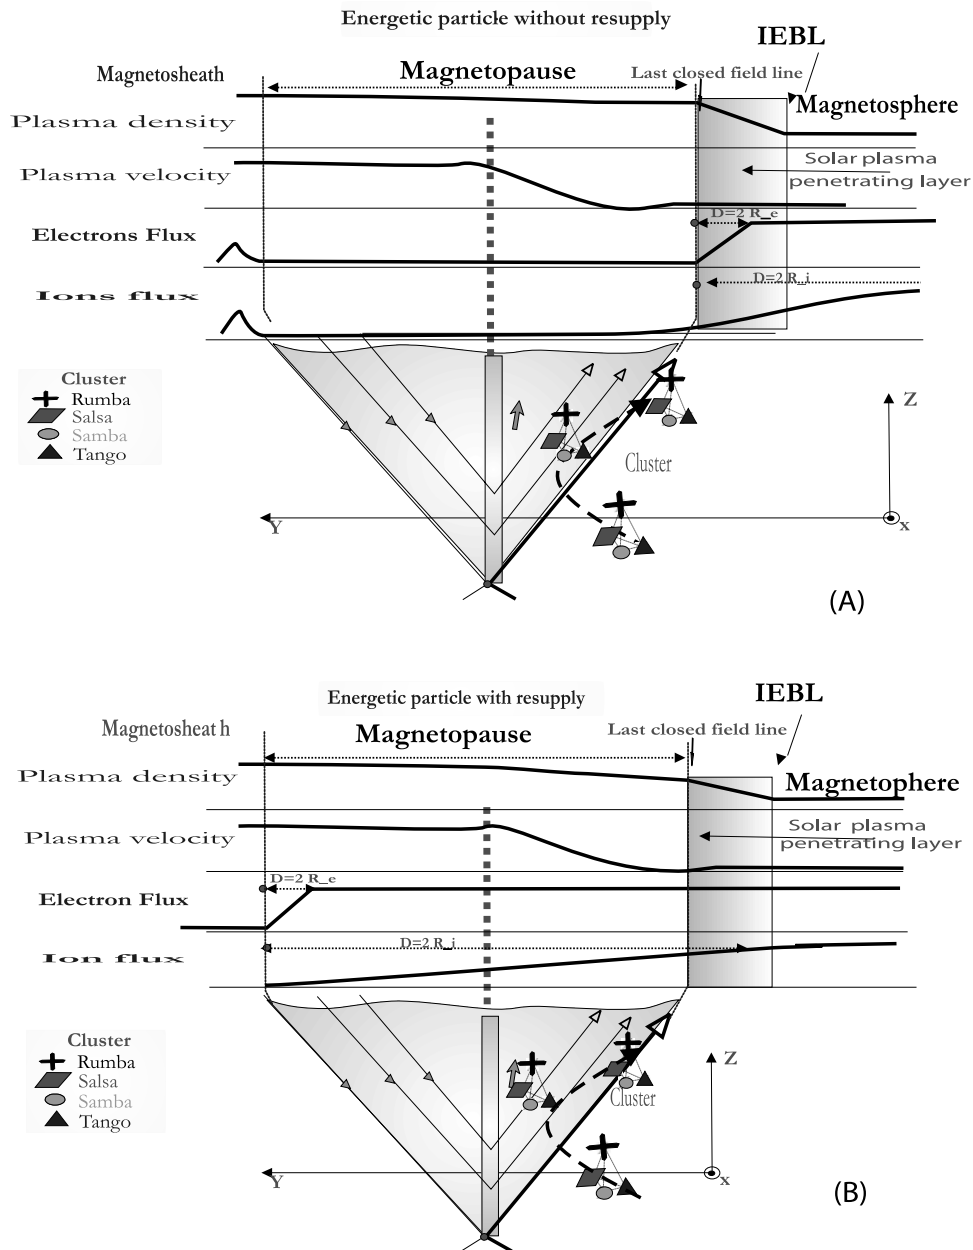 Energetic particle without resupply
IEBL
Magnetosheath
Magnetopause
Last closed field line
Magnetosphere
Plasma density
Solar plasma
penetrating layer
Plasma velocity
D=2 R_e
Electrons Flux
D=2 R_i
Ions flux
Cluster
Rumba
Salsa
Samba
Tango
Cluster
Z
Y
x
(A)
Energetic particle with resupply
IEBL
Magnetosheat h
Magnetopause
Last closed field line
Magnetophere
Plasma density
Solar plasma
penetrating layer
Plasma velocity
D=2 R_e
Electron Flux
D=2 R_i
Ion flux
Cluster
Rumba
Salsa
Samba
Tango
Cluster
Z
Y
x
(B)